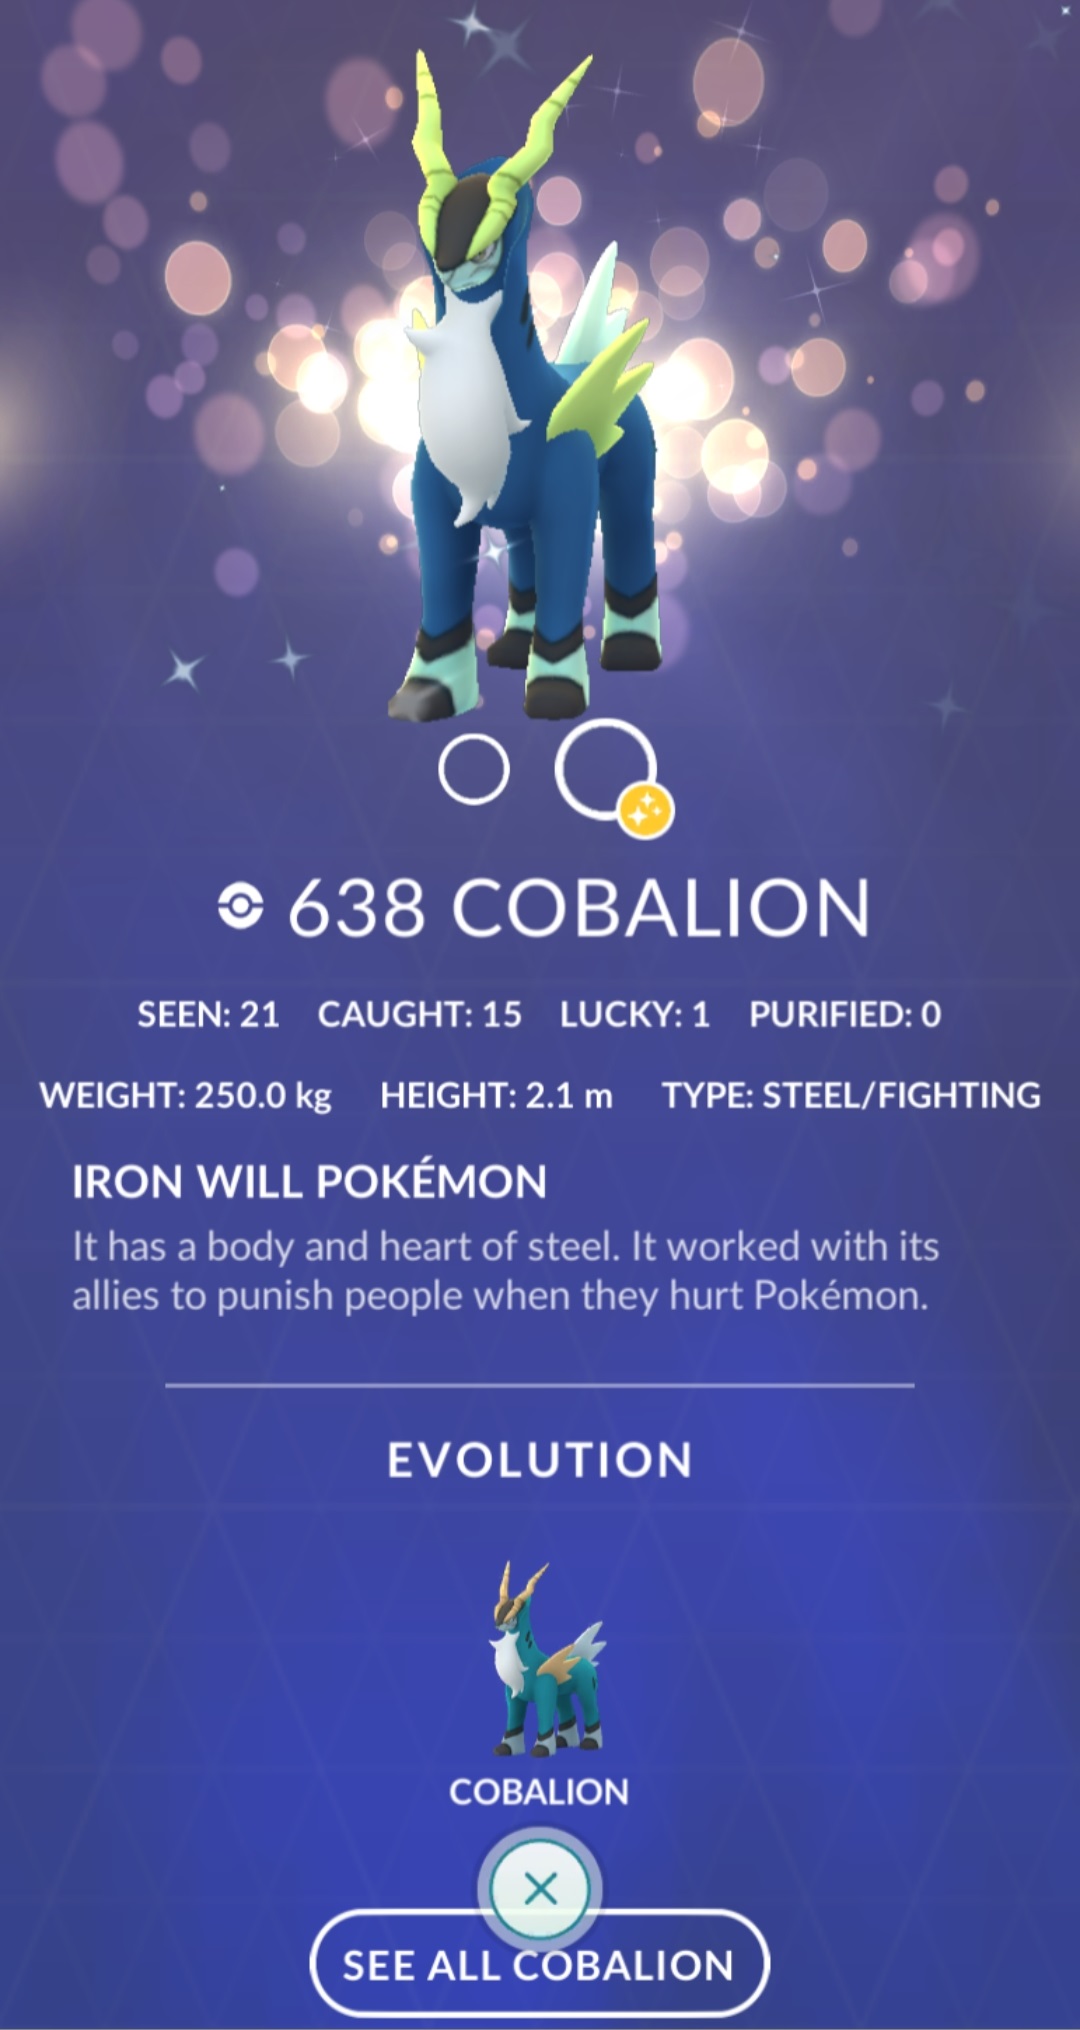 638 COBALION
SEEN: 21 CAUGHT: 15 LUCKY: 1 PURIFIED: 0
WEIGHT: 250.0 kg HEIGHT: 2.1 m TYPE: STEEL/FIGHTING
IRON WILL POKÉMON
It has a body and heart of steel. It worked with its
allies to punish people when they hurt Pokémon.
EVOLUTION
COBALION
SEE ALL COBALION